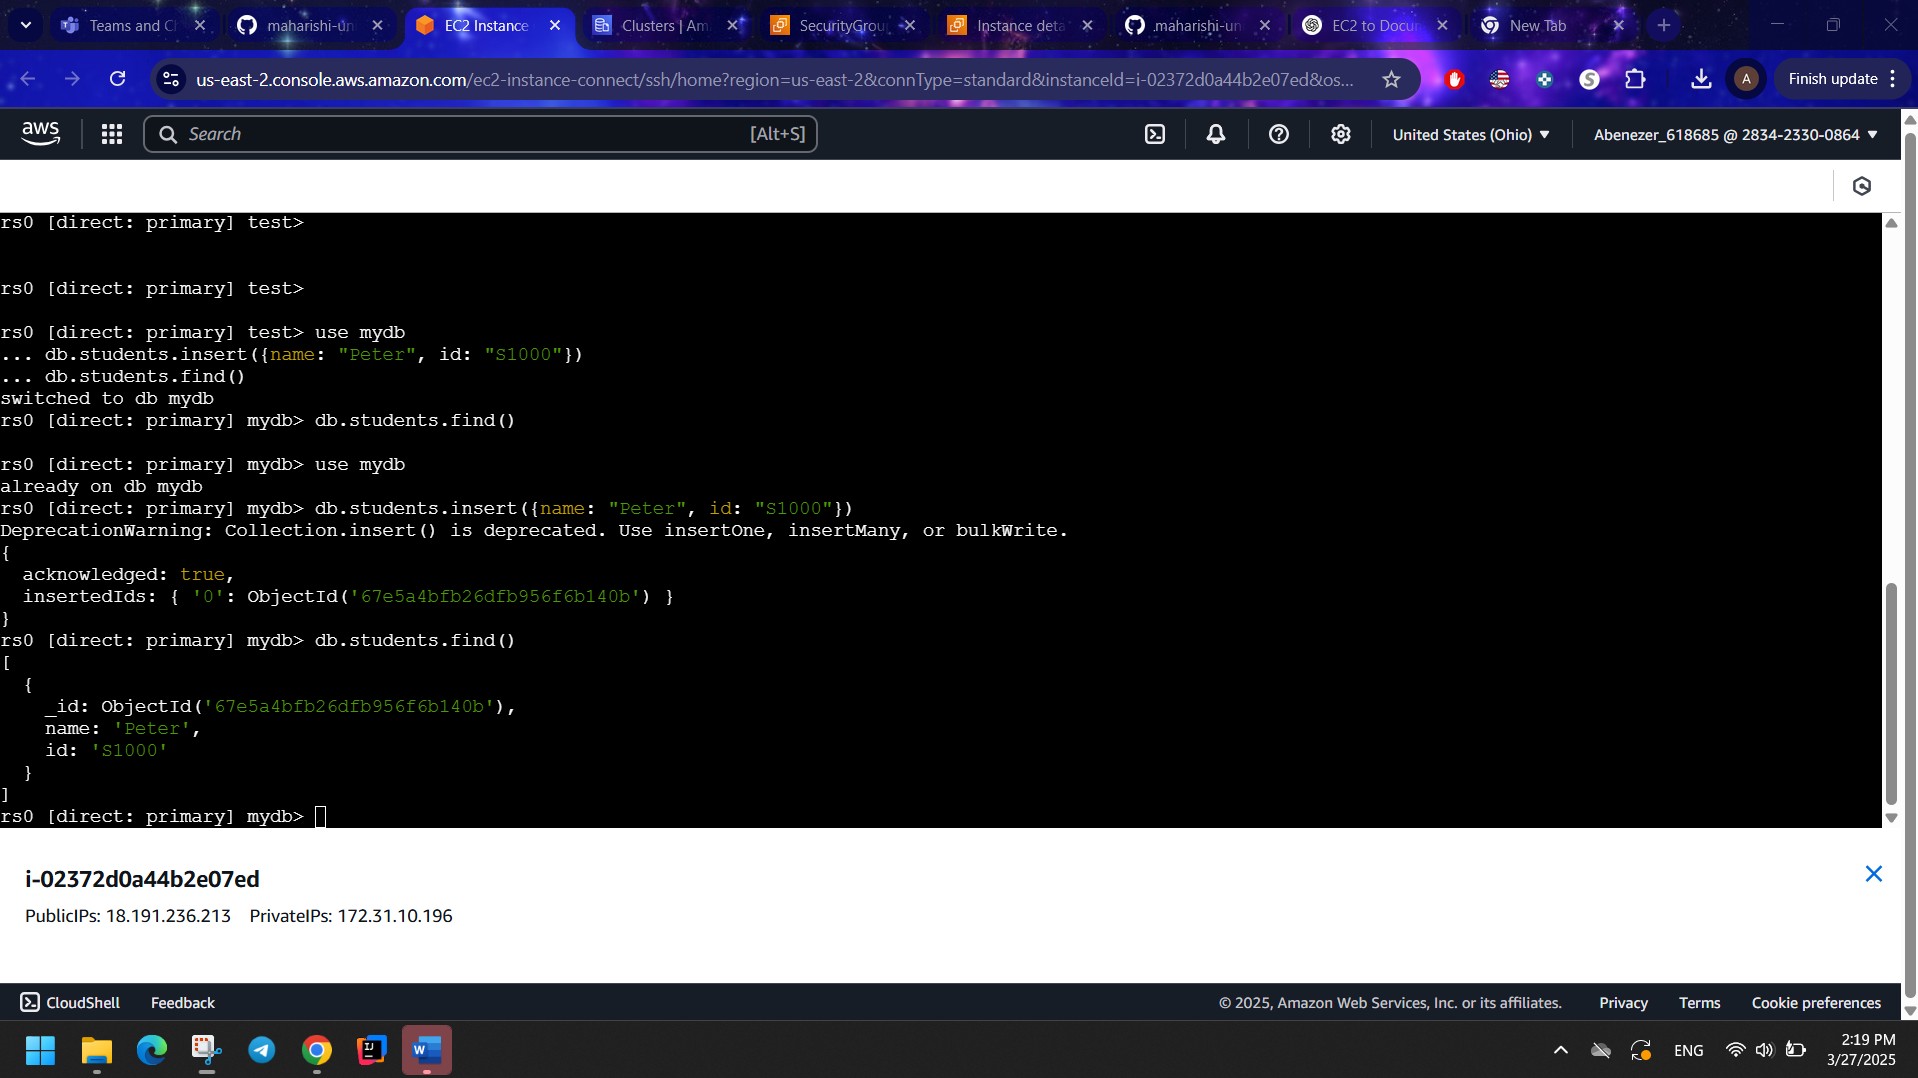 Teams and Ch
maharishi-uni
EC2 Instance
Clusters | Am
SecurityGrou
Instance deta
maharishi-un
EC2 to Docum
New Tab
us-east-2.console.aws.amazon.com/ec2-instance-connect/ssh/home?region=us-east-2&connType=standard&instanceId=i-02372d0a44b2e07ed&os...
A
Finish update
aws
Search
[Alt+S]
United States (Ohio)
Abenezer_618685 @ 2834-2330-0864
rs0 [direct: primary] test>
rs0 [direct: primary] test>
rs0 [direct: primary] test> use mydb
... db.students.insert({name: "Peter", id: "S1000"})
... db.students.find()
switched to db mydb
rs0 [direct: primary] mydb> db.students.find()
rs0 [direct: primary] mydb> use mydb
already on db mydb
rs0 [direct: primary] mydb> db.students.insert({name: "Peter", id: "S1000"})
DeprecationWarning: Collection.insert() is deprecated. Use insertOne, insertMany, or bulkWrite.
{
acknowledged: true,
insertedIds: { '0': ObjectId('67e5a4bfb26dfb956f6b140b') }
}
rs0 [direct: primary] mydb> db.students.find()
[
{
_id: ObjectId('67e5a4bfb26dfb956f6b140b'),
name: 'Peter',
id: 'S1000'
}
]
rs0 [direct: primary] mydb>
i-02372d0a44b2e07ed
PublicIPs: 18.191.236.213 PrivateIPs: 172.31.10.196
CloudShell
Feedback
© 2025, Amazon Web Services, Inc. or its affiliates.
Privacy
Terms
Cookie preferences
ENG
2:19 PM
3/27/2025